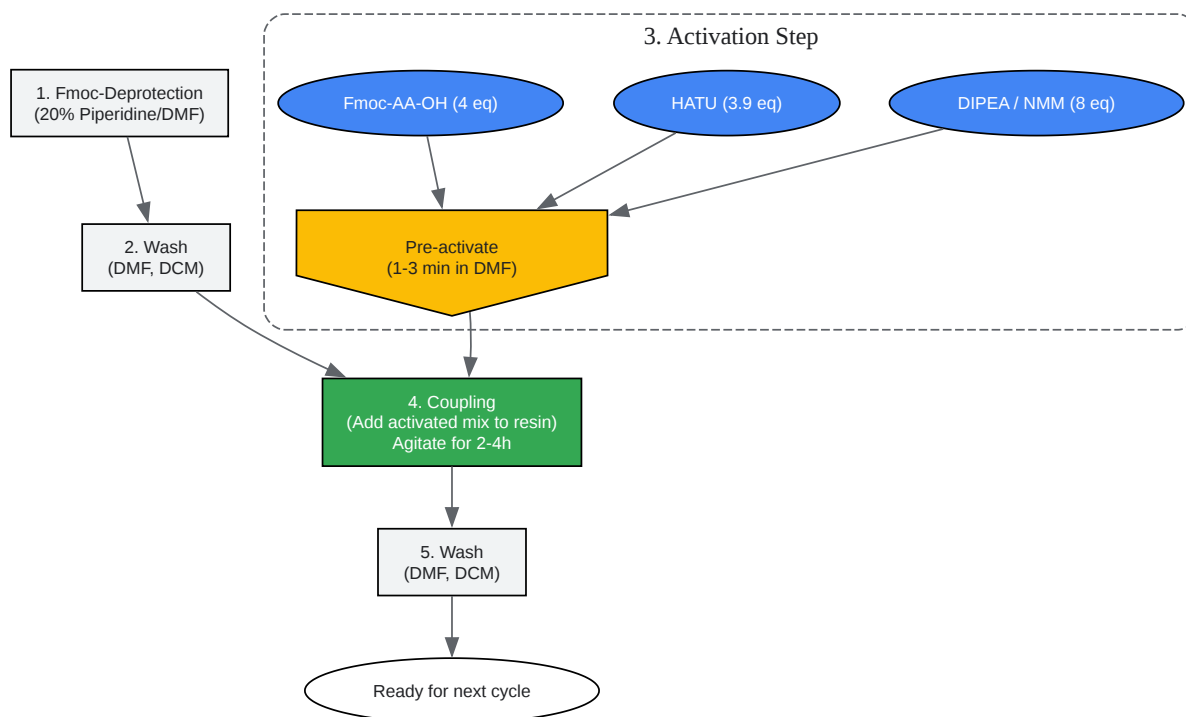 3. Activation Step
1. Fmoc-Deprotection
(20% Piperidine/DMF)
Fmoc-AA-OH (4 eq)
HATU (3.9 eq)
DIPEA / NMM (8 eq)
2. Wash
(DMF, DCM)
Pre-activate
(1-3 min in DMF)
4. Coupling
(Add activated mix to resin)
Agitate for 2-4h
5. Wash
(DMF, DCM)
Ready for next cycle